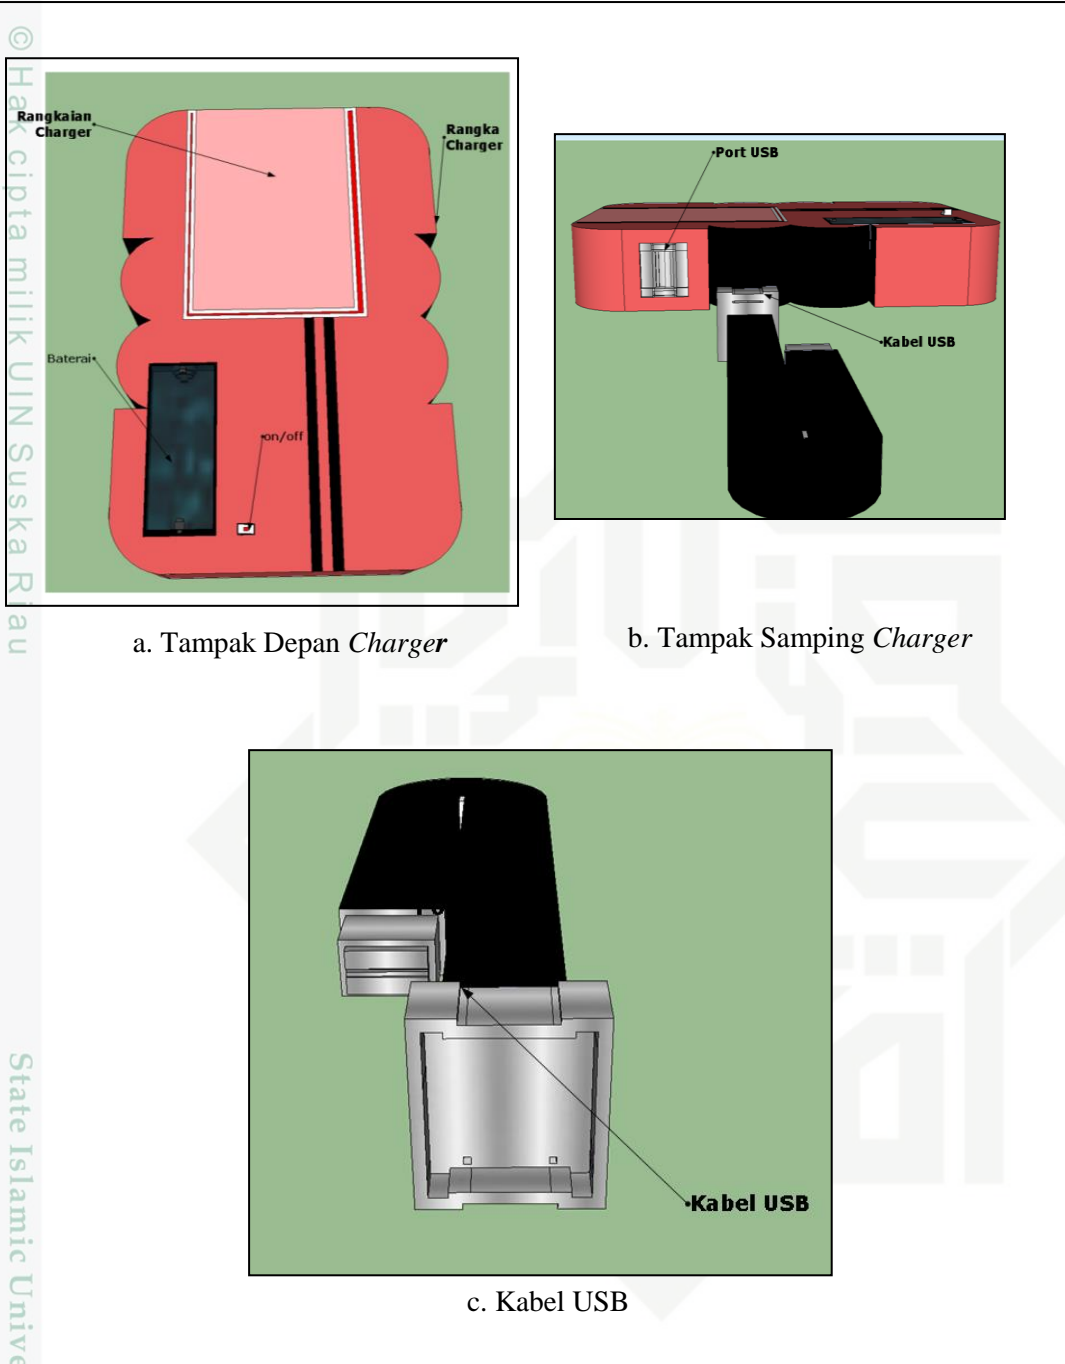 © Hak cipta milik UIN Suska Riau
Rangkaian
Charger
Rangka
Charger
Baterai
on/off
Port USB
Kabel USB
a. Tampak Depan Charger
b. Tampak Samping Charger
Kabel USB
c. Kabel USB
State Islamic Unive